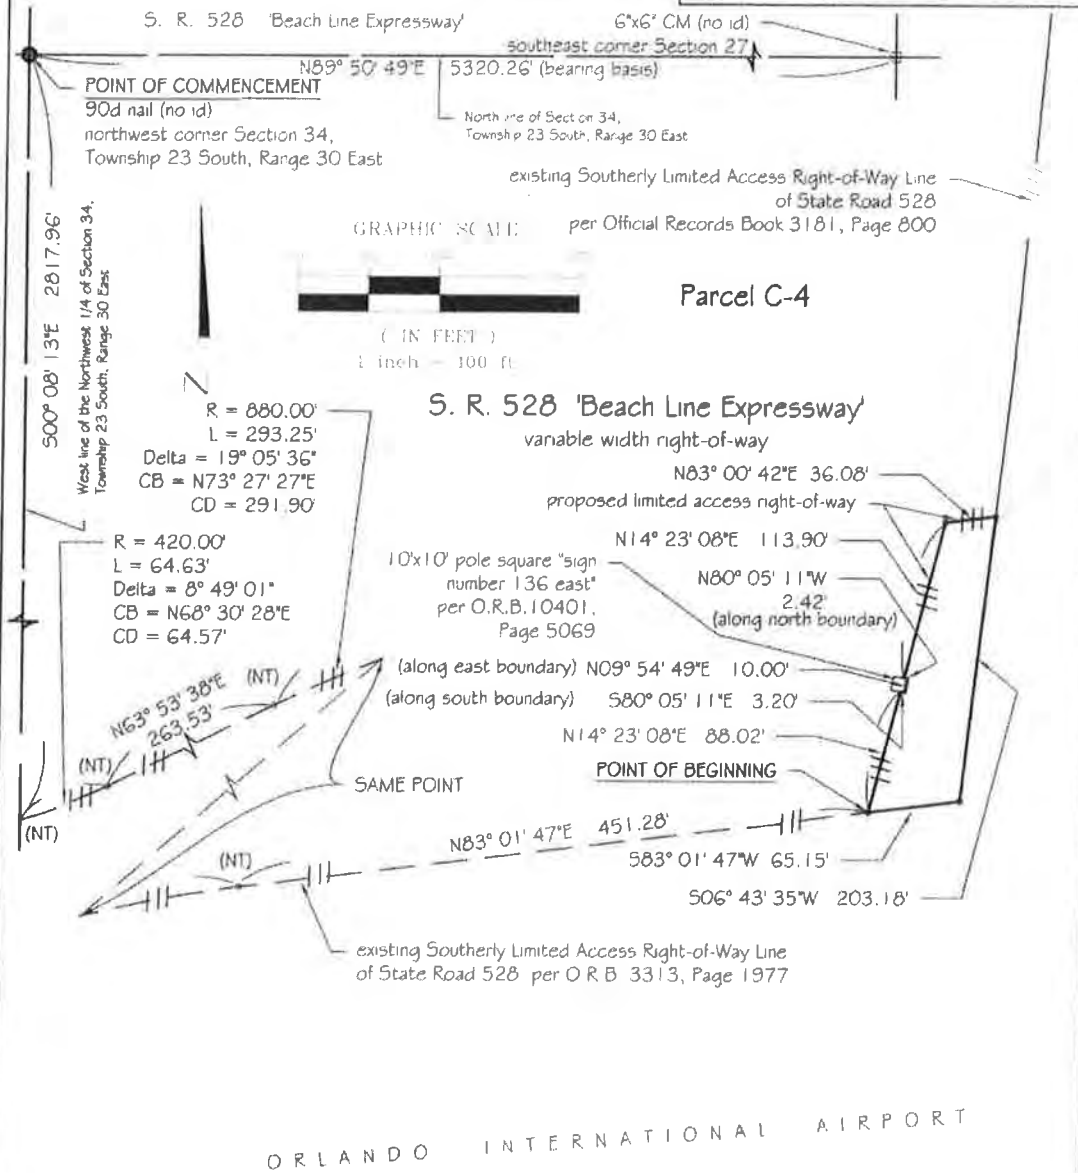 S. R. 528 'Beach Line Expressway'
6"x6" CM (no id)
southeast corner Section 27
N89° 50' 49"E 5320.26' (bearing basis)
POINT OF COMMENCEMENT
90d nail (no id)
northwest corner Section 34,
Township 23 South, Range 30 East
North line of Section 34,
Township 23 South, Range 30 East
existing Southerly Limited Access Right-of-Way Line
of State Road 528
per Official Records Book 3181, Page 800
S00° 08' 13"E 2817.96'
West line of the Northwest 1/4 of Section 34,
Township 23 South, Range 30 East
GRAPHIC SCALE
( IN FEET )
1 inch = 100 ft.
Parcel C-4
N
R = 880.00'
L = 293.25'
Delta = 19° 05' 36"
CB = N73° 27' 27"E
CD = 291.90'
S. R. 528 'Beach Line Expressway'
variable width right-of-way
N83° 00' 42"E 36.08'
proposed limited access right-of-way
R = 420.00'
L = 64.63'
Delta = 8° 49' 01"
CB = N68° 30' 28"E
CD = 64.57'
N14° 23' 08"E 113.90'
10'x10' pole square "sign
number 136 east"
per O.R.B. 10401,
Page 5069
N80° 05' 11"W
2.42'
(along north boundary)
(along east boundary) N09° 54' 49"E 10.00'
(along south boundary) S80° 05' 11"E 3.20'
N63° 53' 38"E (NT)
263.53'
(NT)
(NT)
N14° 23' 08"E 88.02'
POINT OF BEGINNING
SAME POINT
N83° 01' 47"E 451.28'
(NT)
S83° 01' 47"W 65.15'
S06° 43' 35"W 203.18'
existing Southerly Limited Access Right-of-Way Line
of State Road 528 per O R B 3313, Page 1977
ORLANDO INTERNATIONAL AIRPORT